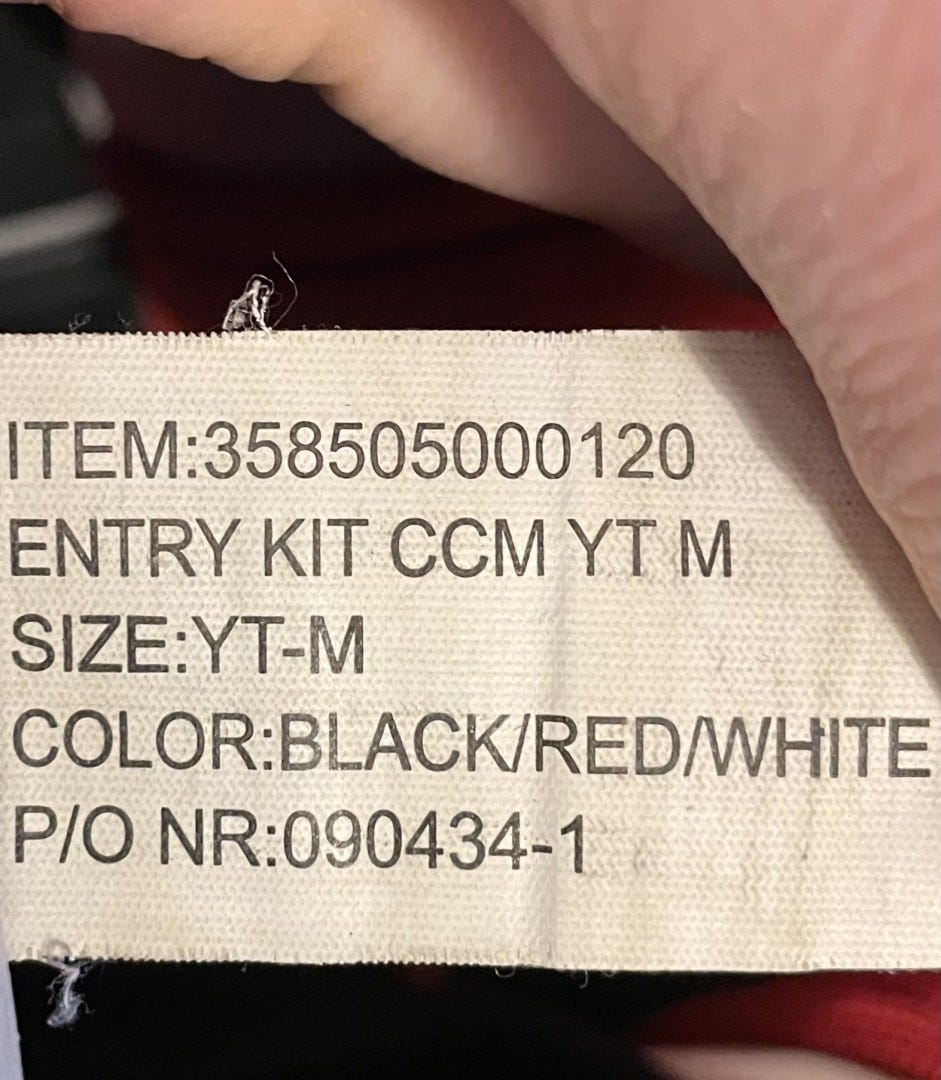 ITEM:358505000120
ENTRY KIT CCM YT M
SIZE:YT-M
COLOR:BLACK/RED/WHITE
P/O NR:090434-1